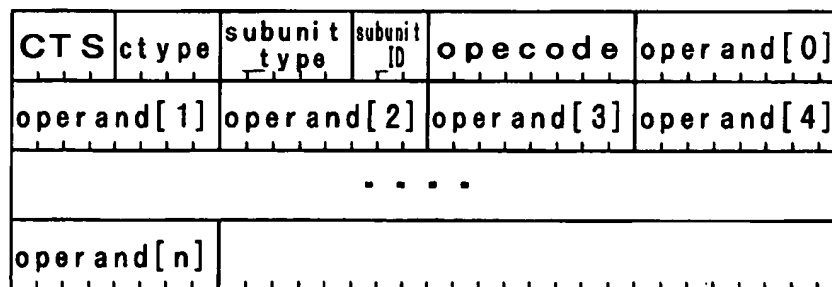 CTS ctype subunit_type subunit_ID opecode operand[0]
operand[1] operand[2] operand[3] operand[4]
. . . .
operand[n]